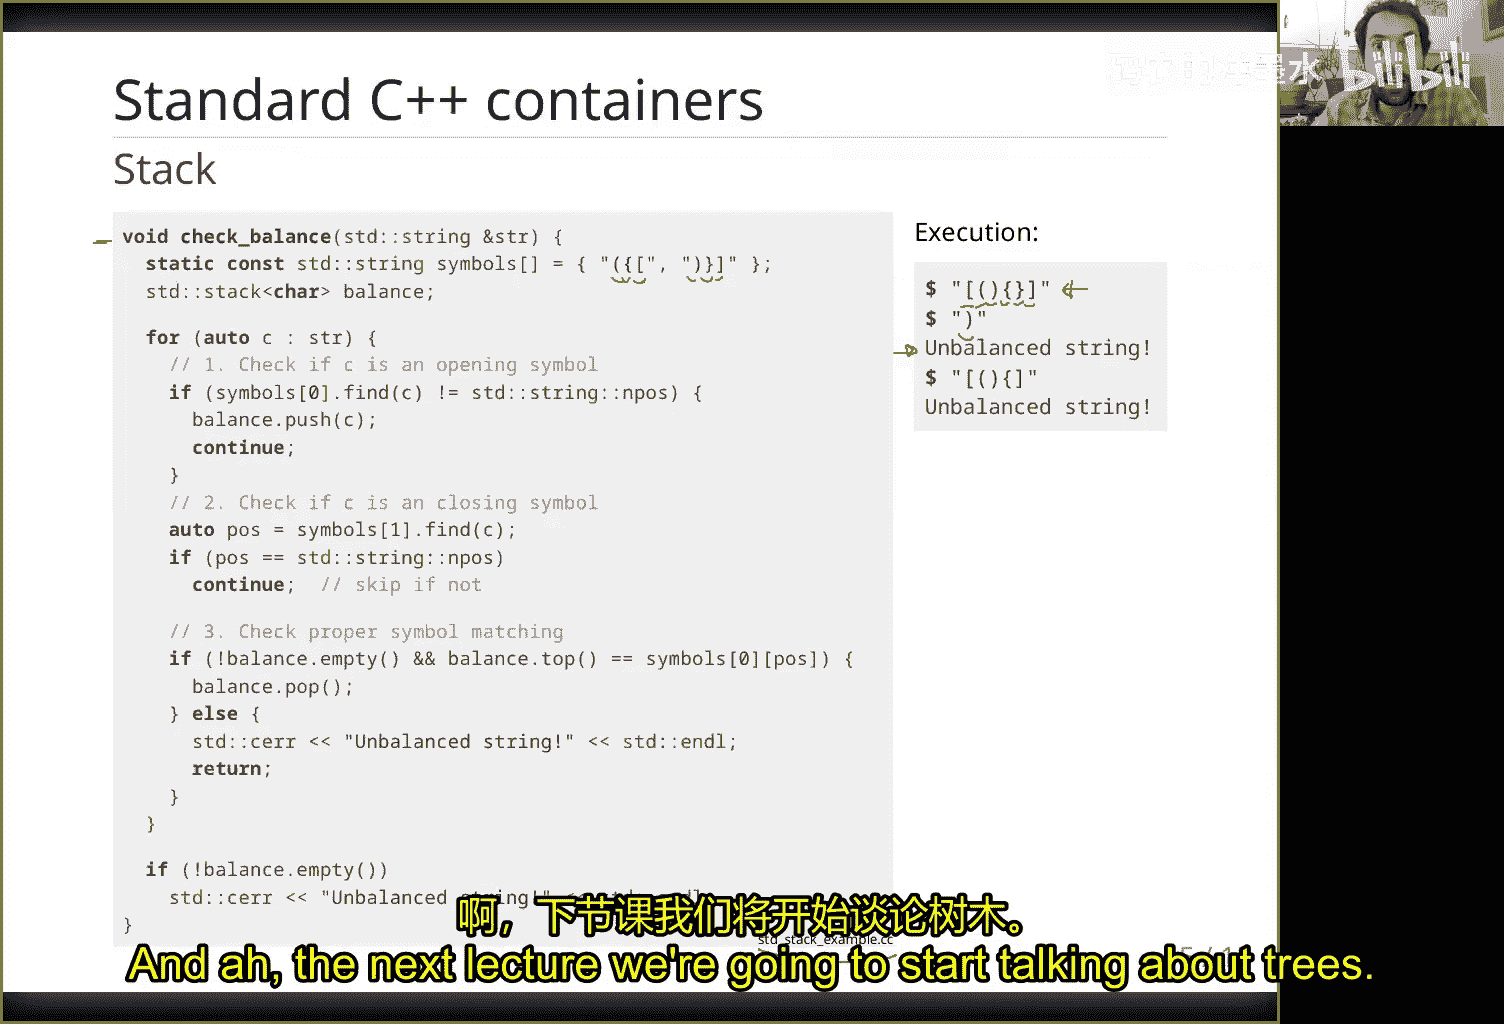 Standard C++ containers
Stack
void check_balance(std::string &str) {
static const std::string symbols[] = { "({[", ")}]" };
std::stack<char> balance;
for (auto c : str) {
// 1. Check if c is an opening symbol
if (symbols[0].find(c) != std::string::npos) {
balance.push(c);
continue;
}
// 2. Check if c is an closing symbol
auto pos = symbols[1].find(c);
if (pos == std::string::npos)
continue;  // skip if not
// 3. Check proper symbol matching
if (!balance.empty() && balance.top() == symbols[0][pos]) {
balance.pop();
} else {
std::cerr << "Unbalanced string!" << std::endl;
return;
}
}
if (!balance.empty())
std::cerr << "Unbalanced string!"
}
std_stack_example.cc
Execution:
$ "[(){}]"
$ ")"
Unbalanced string!
$ "[(){]"
Unbalanced string!
bilibili
啊，下节课我们将开始谈论树木。
And ah, the next lecture we're going to start talking about trees.